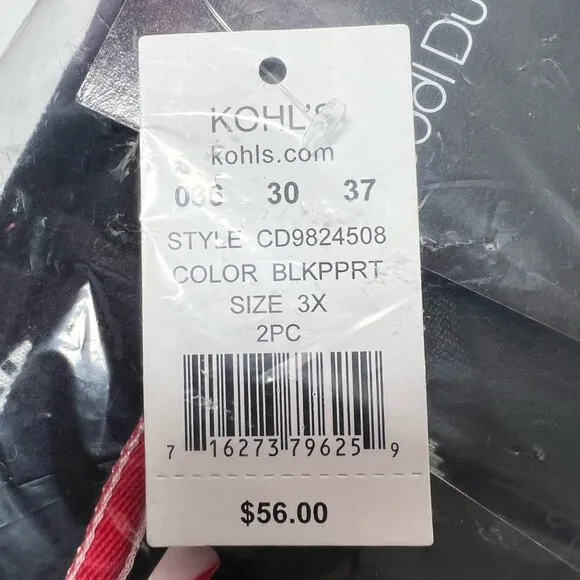 KOHL'S
kohls.com
30 37
STYLE CD9824508
COLOR BLKPPRT
SIZE 3X
2PC
7 16273 79625 9
$56.00